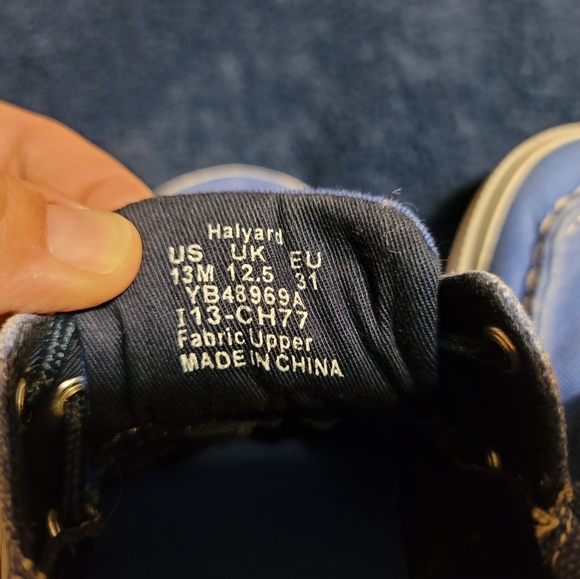 Halyard
US UK EU
13M 12.5 31
YB48969A
I13-CH77
Fabric Upper
MADE IN CHINA